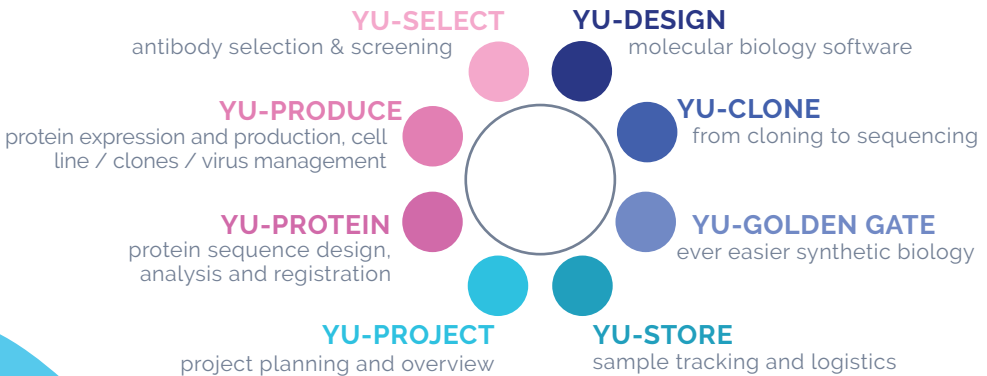 YU-SELECT
antibody selection & screening
YU-DESIGN
molecular biology software
YU-PRODUCE
protein expression and production, cell
line / clones / virus management
YU-CLONE
from cloning to sequencing
YU-PROTEIN
protein sequence design,
analysis and registration
YU-GOLDEN GATE
ever easier synthetic biology
YU-PROJECT
project planning and overview
YU-STORE
sample tracking and logistics